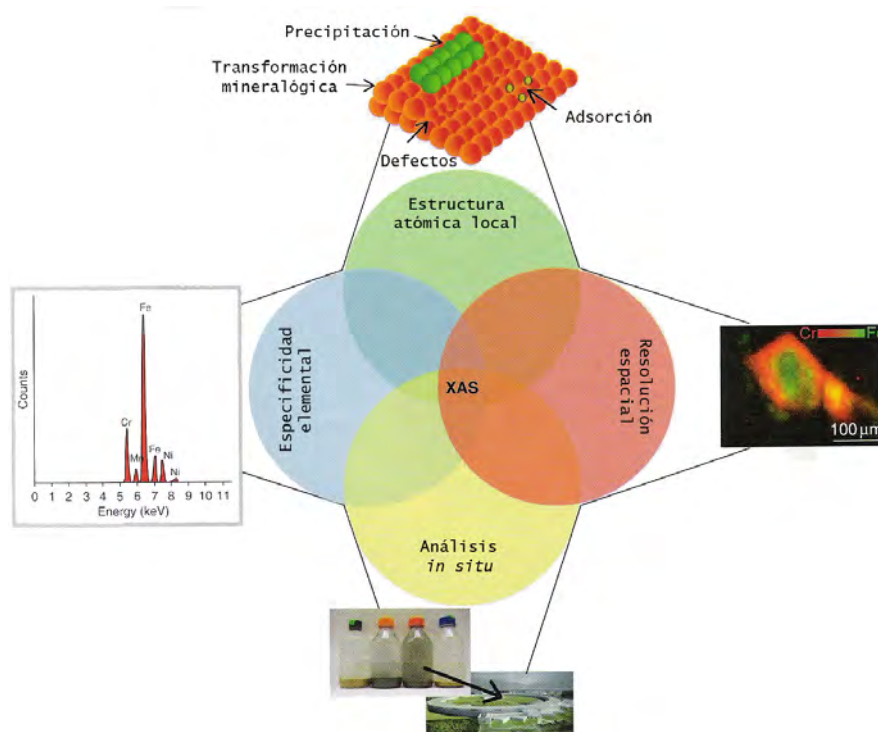 Precipitación
Transformación
mineralógica
Adsorción
Defectos
Estructura
atómica local
Especificidad
elemental
XAS
Resolución
espacial
Análisis
in situ
Counts
Fe
Cr
Mn
Fe
Ni
Ni
0 1 2 3 4 5 6 7 8 9 10 11
Energy (keV)
Cr
100 µm